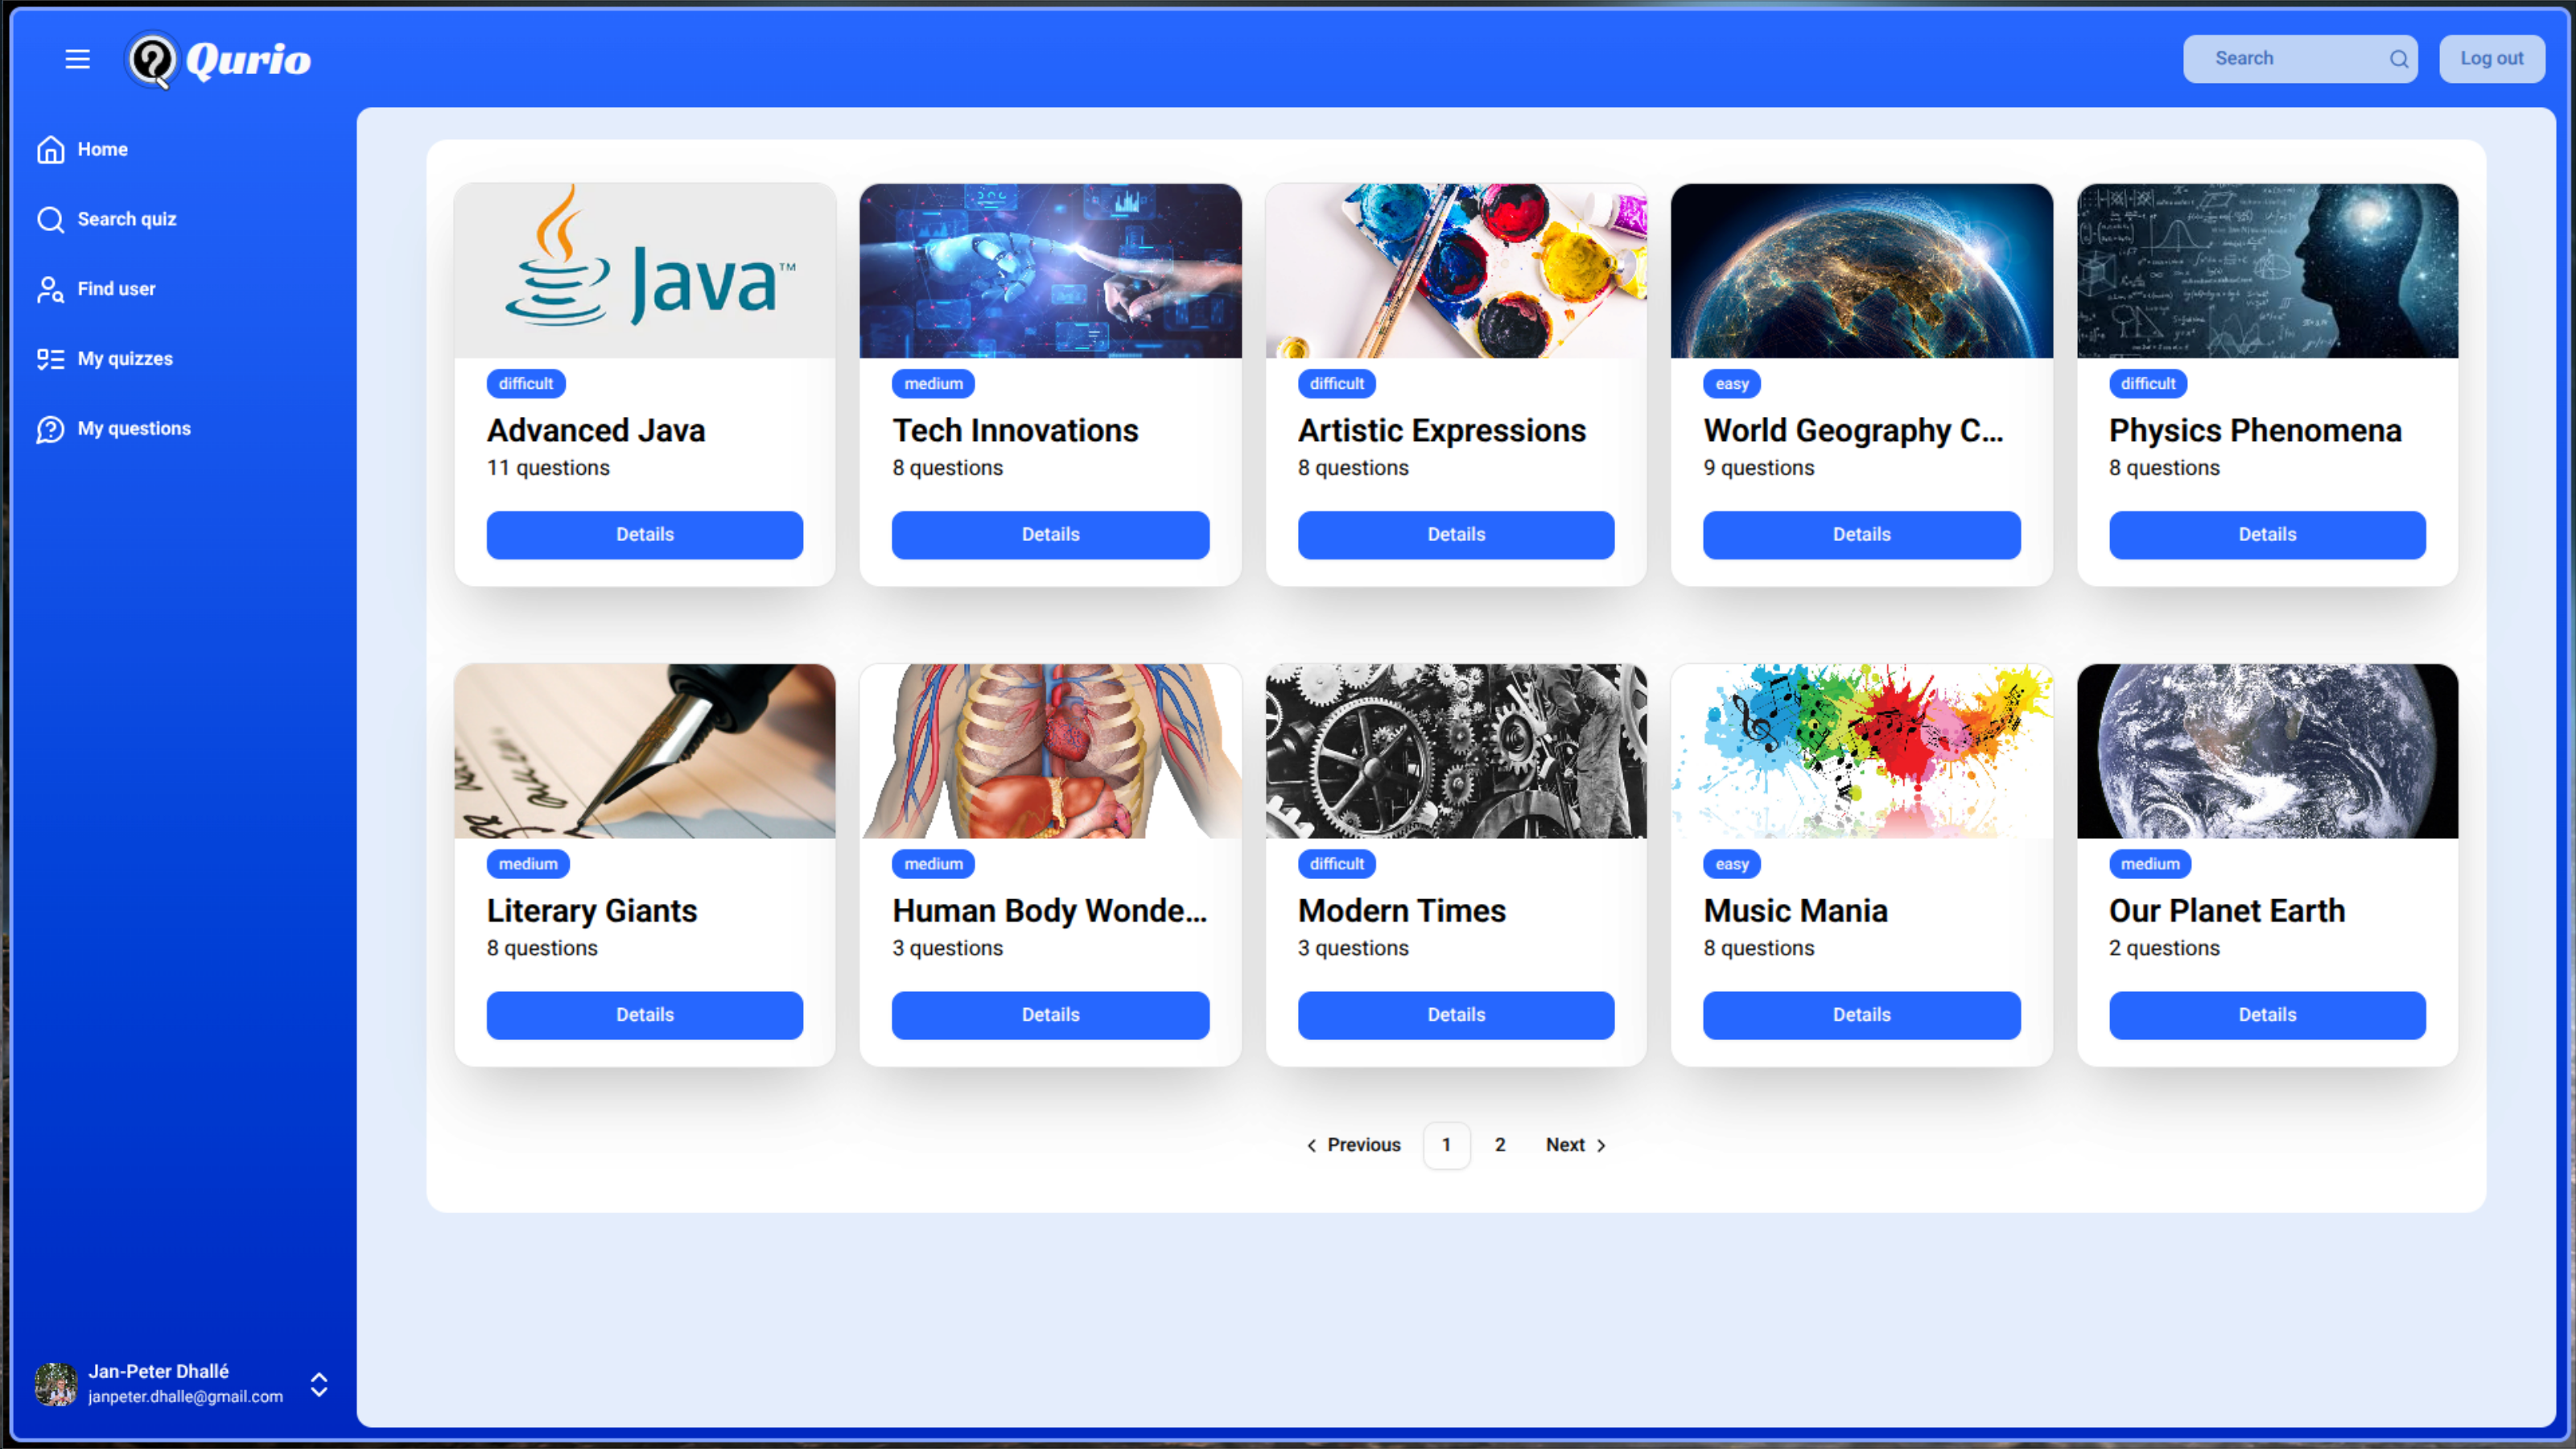 Qurio
Search
Log out
Home
Search quiz
Find user
My quizzes
My questions
Java™
difficult
Advanced Java
11 questions
Details
medium
Tech Innovations
8 questions
Details
difficult
Artistic Expressions
8 questions
Details
easy
World Geography C...
9 questions
Details
difficult
Physics Phenomena
8 questions
Details
medium
Literary Giants
8 questions
Details
medium
Human Body Wonde...
3 questions
Details
difficult
Modern Times
3 questions
Details
easy
Music Mania
8 questions
Details
medium
Our Planet Earth
2 questions
Details
Previous 1 2 Next
Jan-Peter Dhallé
janpeter.dhalle@gmail.com